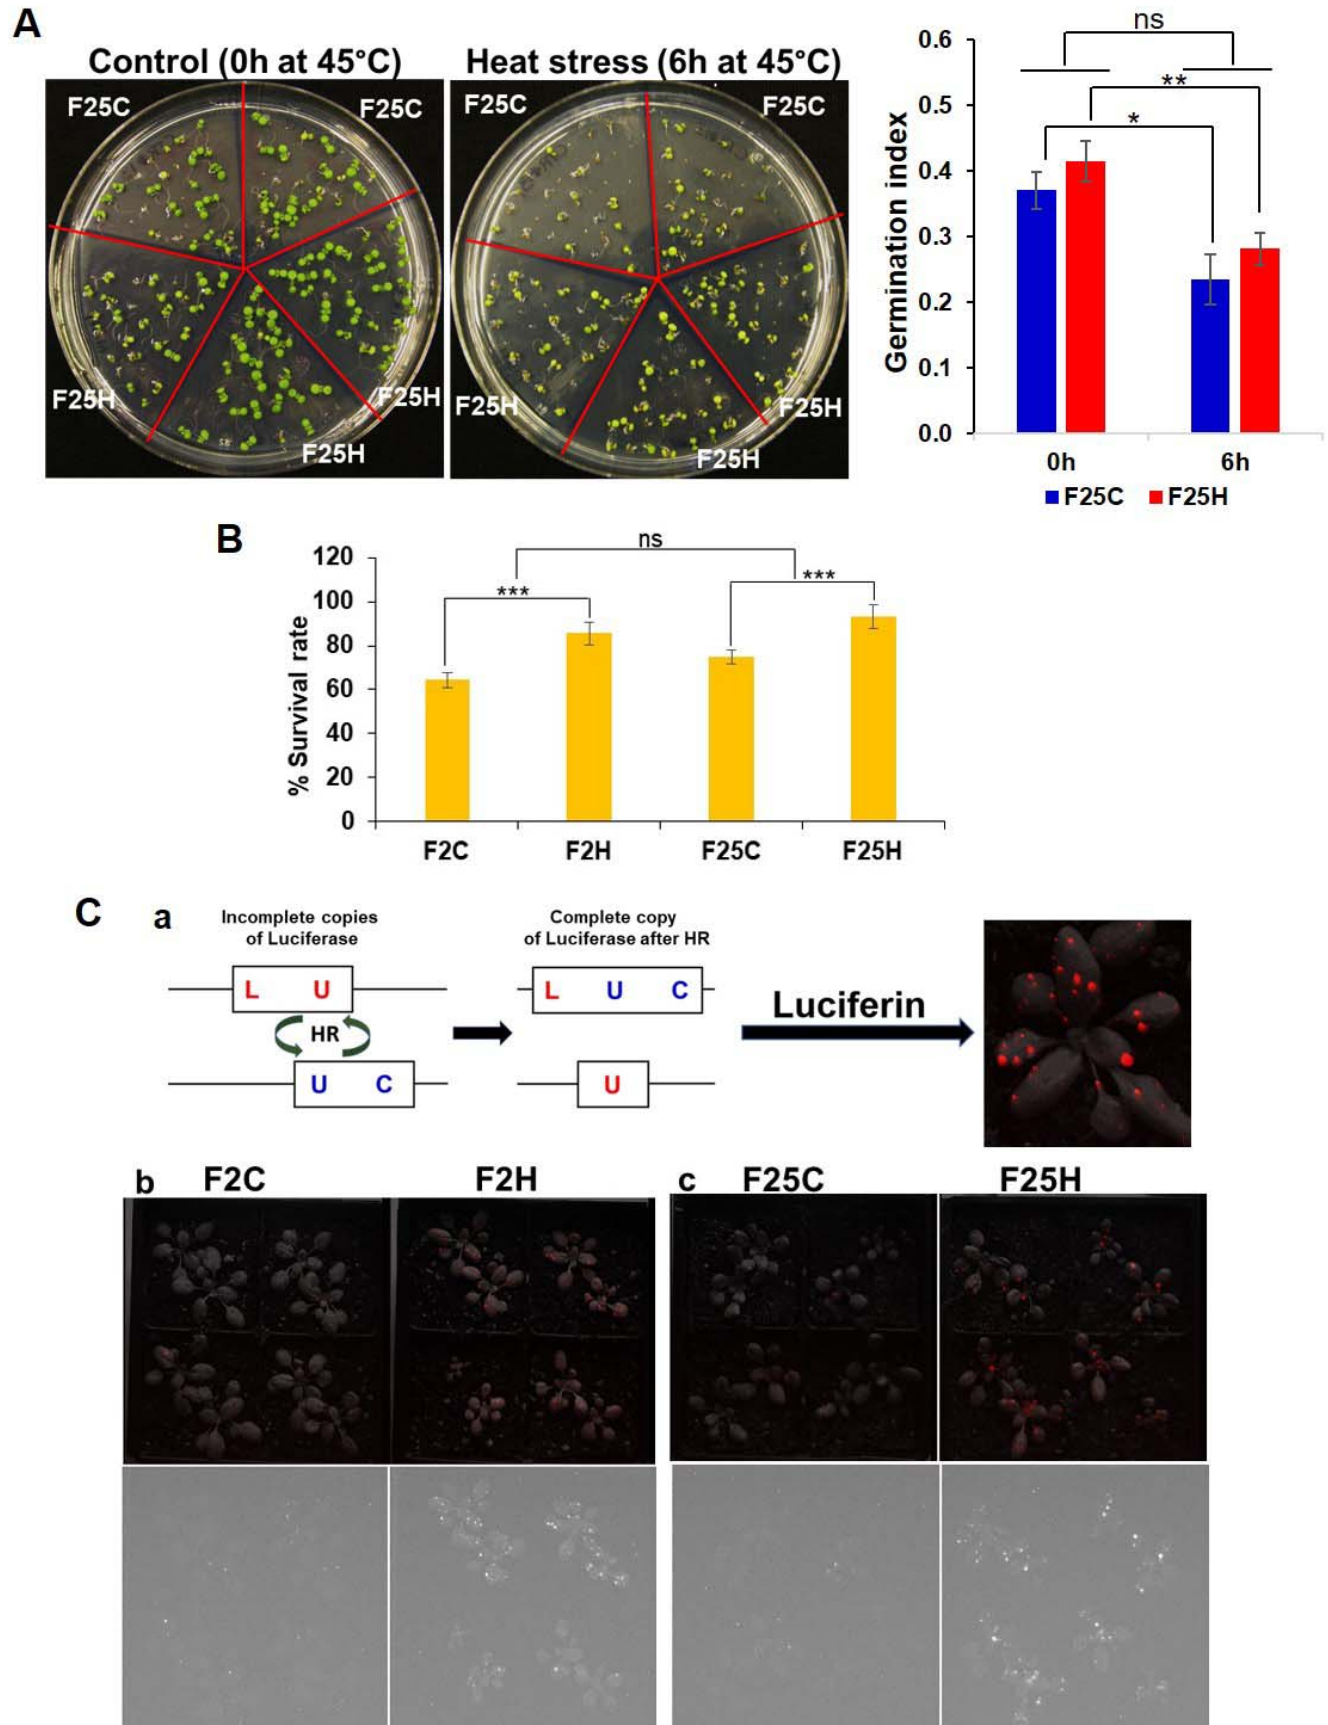 A
Control (0h at 45°C)
Heat stress (6h at 45°C)
F25C
F25C
F25H
F25H
F25H
F25C
F25C
F25H
F25H
F25H
ns
**
*
Germination index
0.6
0.5
0.4
0.3
0.2
0.1
0.0
0h
6h
F25C
F25H
B
ns
***
***
% Survival rate
120
100
80
60
40
20
0
F2C
F2H
F25C
F25H
C
a
Incomplete copies
of Luciferase
Complete copy
of Luciferase after HR
L U
HR
U C
L U C
U
Luciferin
b
F2C
F2H
c
F25C
F25H